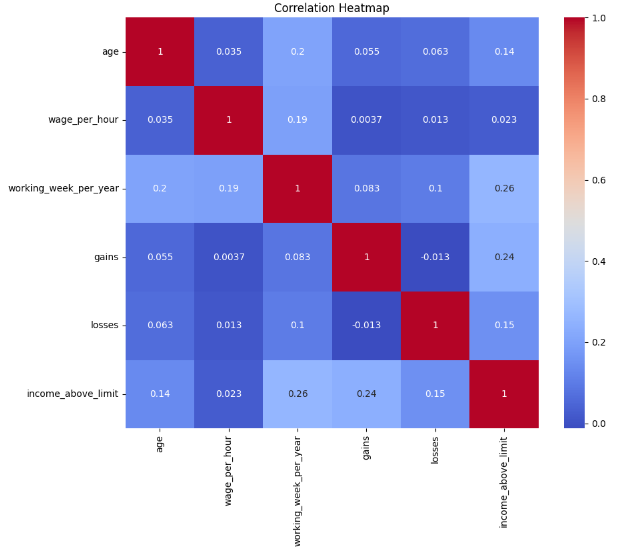 Correlation Heatmap
age 1 0.035 0.2 0.055 0.063 0.14
wage_per_hour 0.035 1 0.19 0.0037 0.013 0.023
working_week_per_year 0.2 0.19 1 0.083 0.1 0.26
gains 0.055 0.0037 0.083 1 -0.013 0.24
losses 0.063 0.013 0.1 -0.013 1 0.15
income_above_limit 0.14 0.023 0.26 0.24 0.15 1
age
wage_per_hour
working_week_per_year
gains
losses
income_above_limit
1.0
0.8
0.6
0.4
0.2
0.0